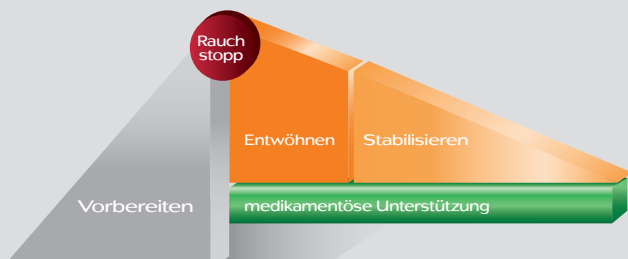 Rauch
stopp
Entwöhnen
Stabilisieren
Vorbereiten
medikamentöse Unterstützung